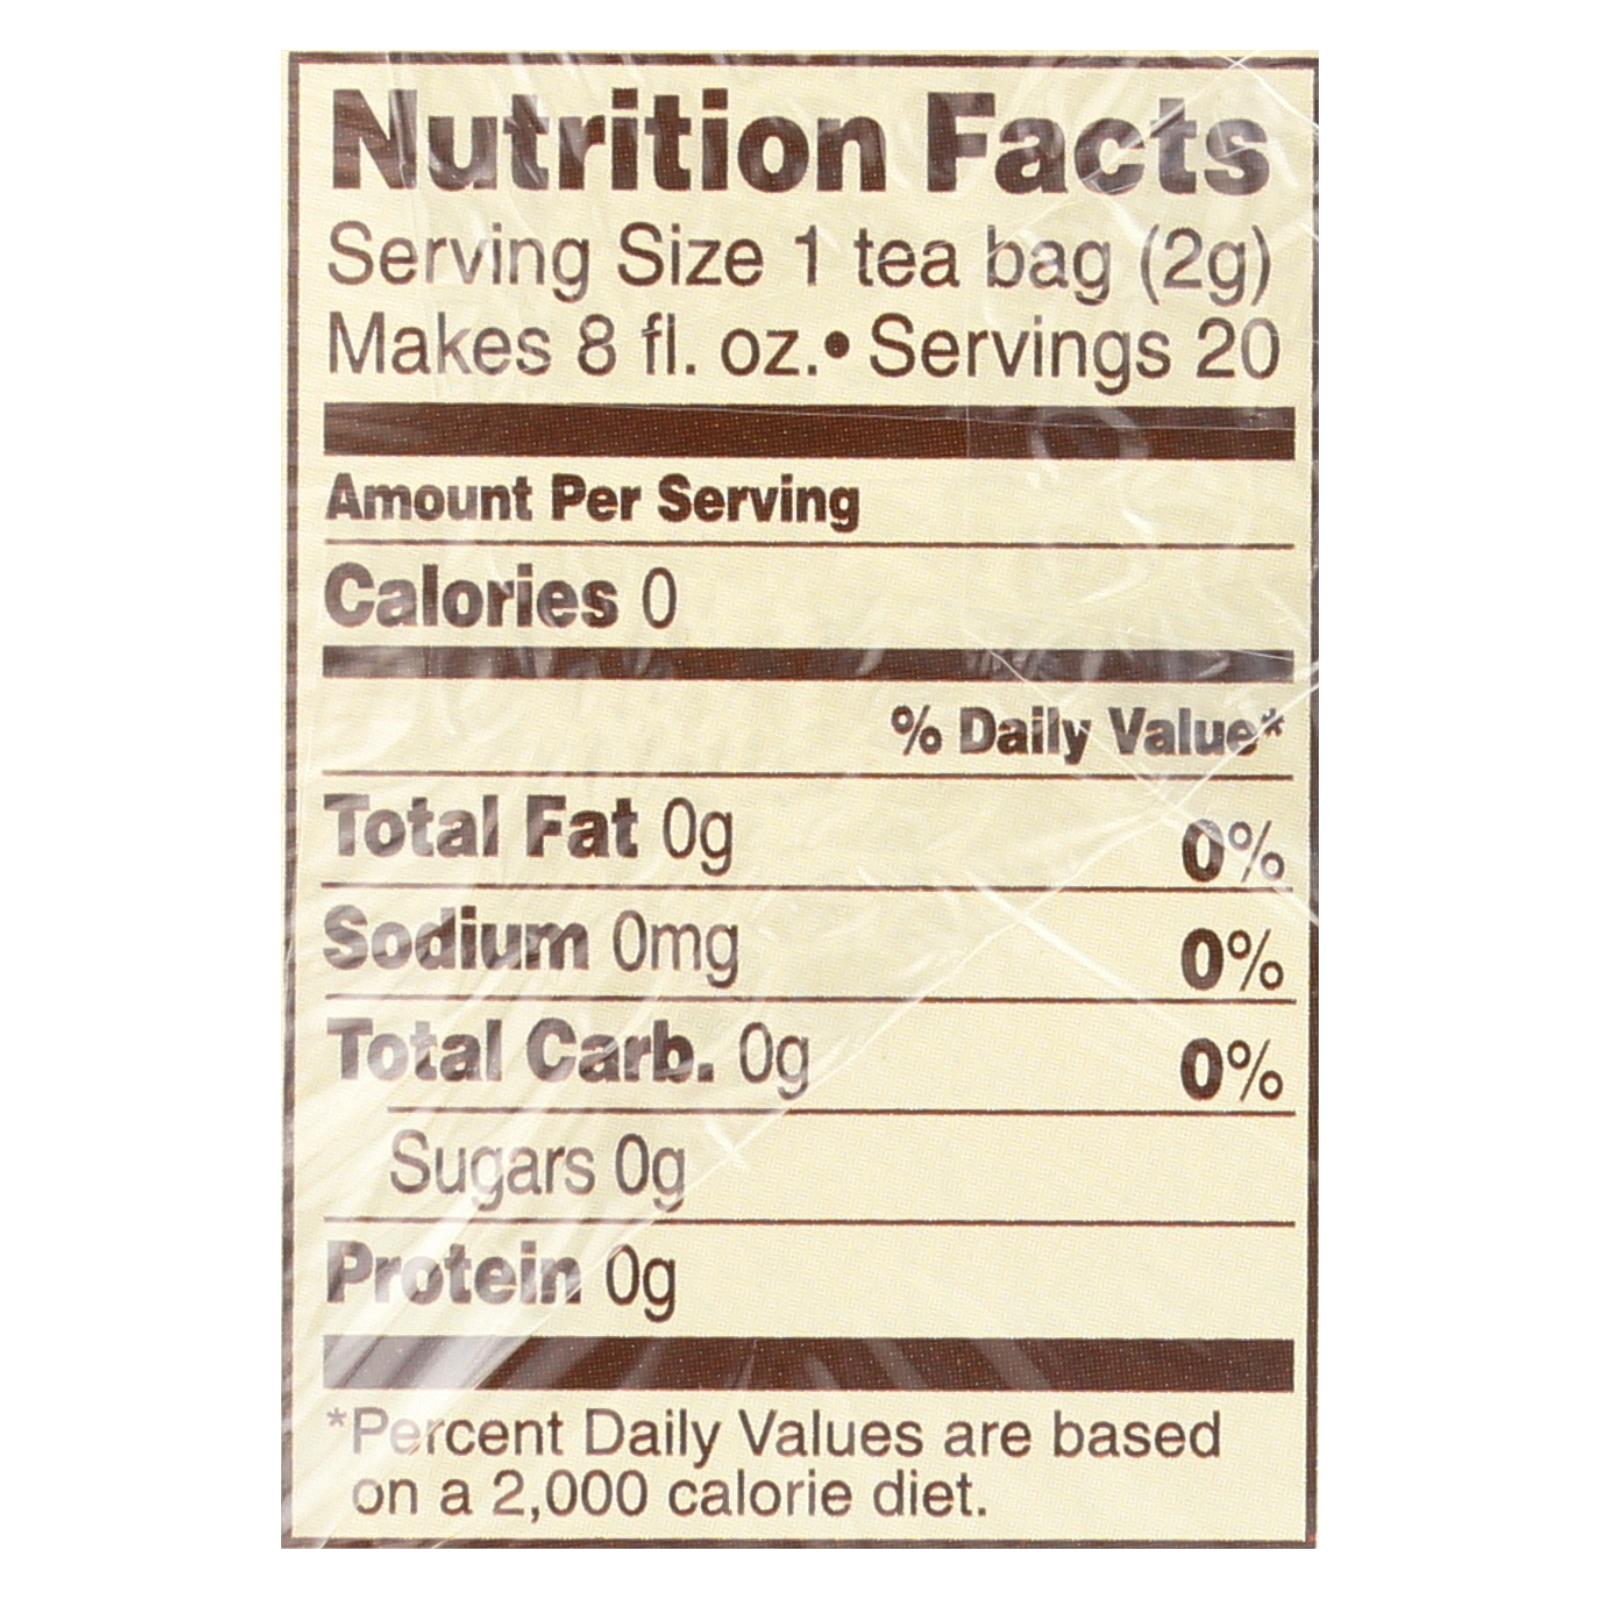 Nutrition Facts
Serving Size 1 tea bag (2g)
Makes 8 fl. oz.• Servings 20
Amount Per Serving
Calories 0
% Daily Value*
Total Fat 0g 0%
Sodium 0mg 0%
Total Carb. 0g 0%
Sugars 0g
Protein 0g
*Percent Daily Values are based
on a 2,000 calorie diet.